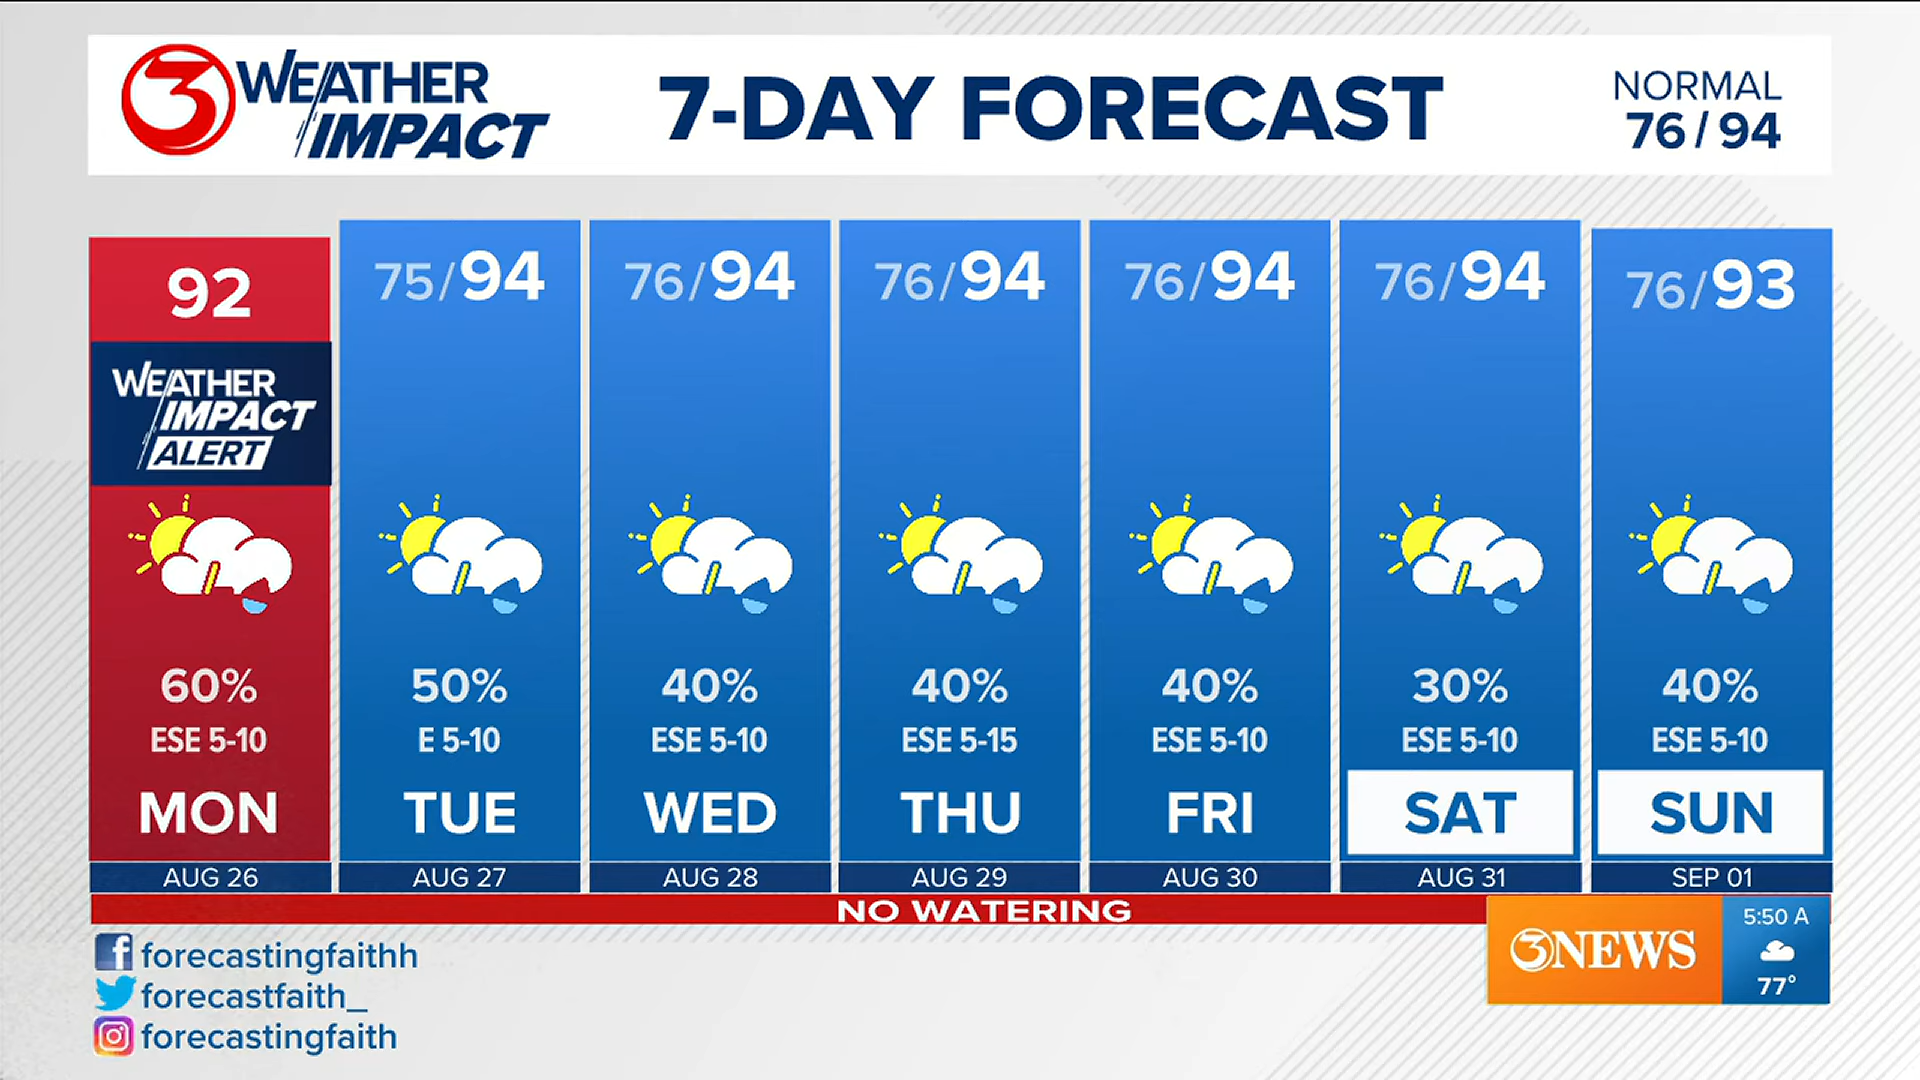 3 WEATHER IMPACT
7-DAY FORECAST
NORMAL
76 / 94
92
WEATHER
IMPACT
ALERT
60%
ESE 5-10
MON
AUG 26
75/94
50%
E 5-10
TUE
AUG 27
76/94
40%
ESE 5-10
WED
AUG 28
76/94
40%
ESE 5-15
THU
AUG 29
76/94
40%
ESE 5-10
FRI
AUG 30
76/94
30%
ESE 5-10
SAT
AUG 31
76/93
40%
ESE 5-10
SUN
SEP 01
NO WATERING
f forecastingfaithh
forecastfaith_
forecastingfaith
3NEWS
5:50 A
77°